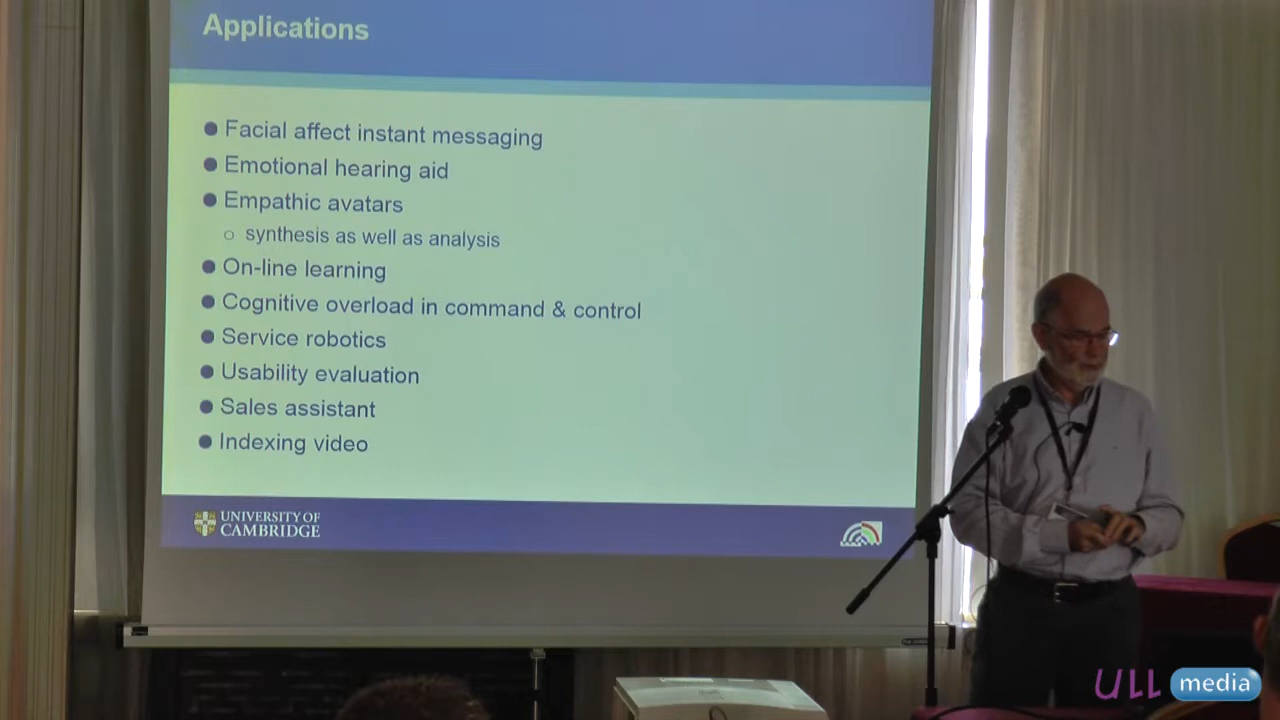 Applications
● Facial affect instant messaging
● Emotional hearing aid
● Empathic avatars
○ synthesis as well as analysis
● On-line learning
● Cognitive overload in command & control
● Service robotics
● Usability evaluation
● Sales assistant
● Indexing video
UNIVERSITY OF
CAMBRIDGE
ULL media